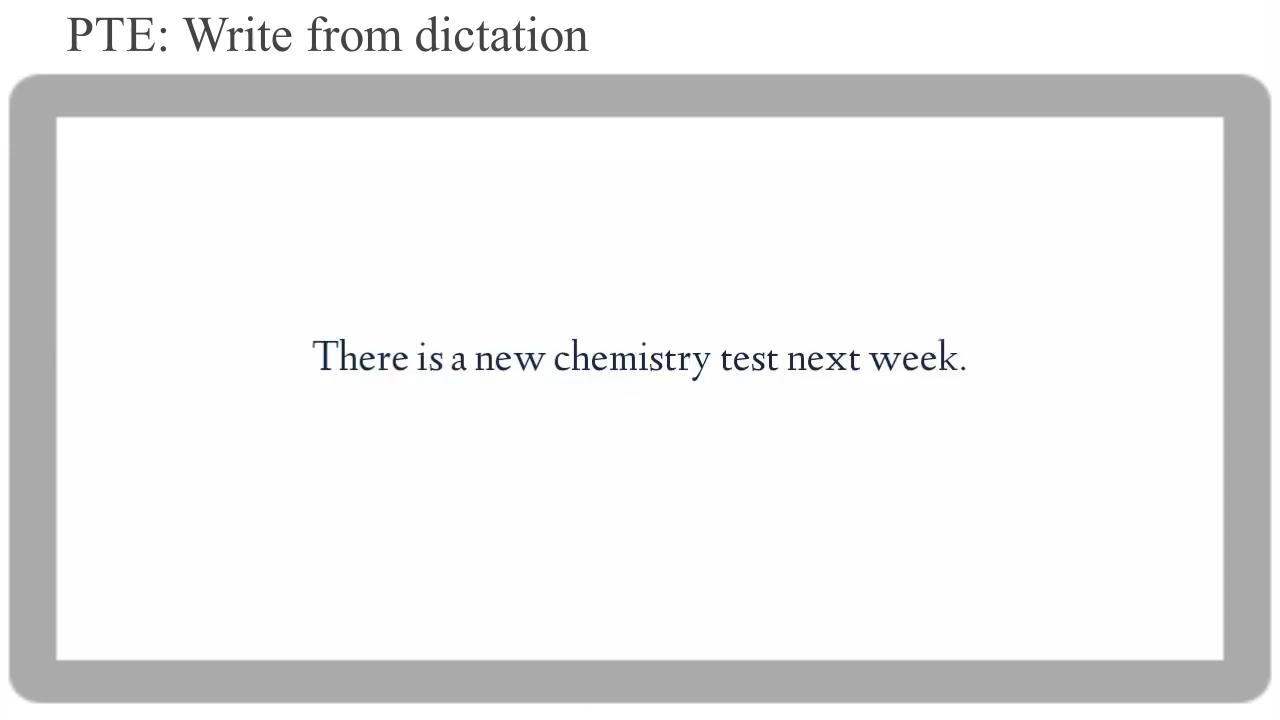 PTE: Write from dictation
There is a new chemistry test next week.